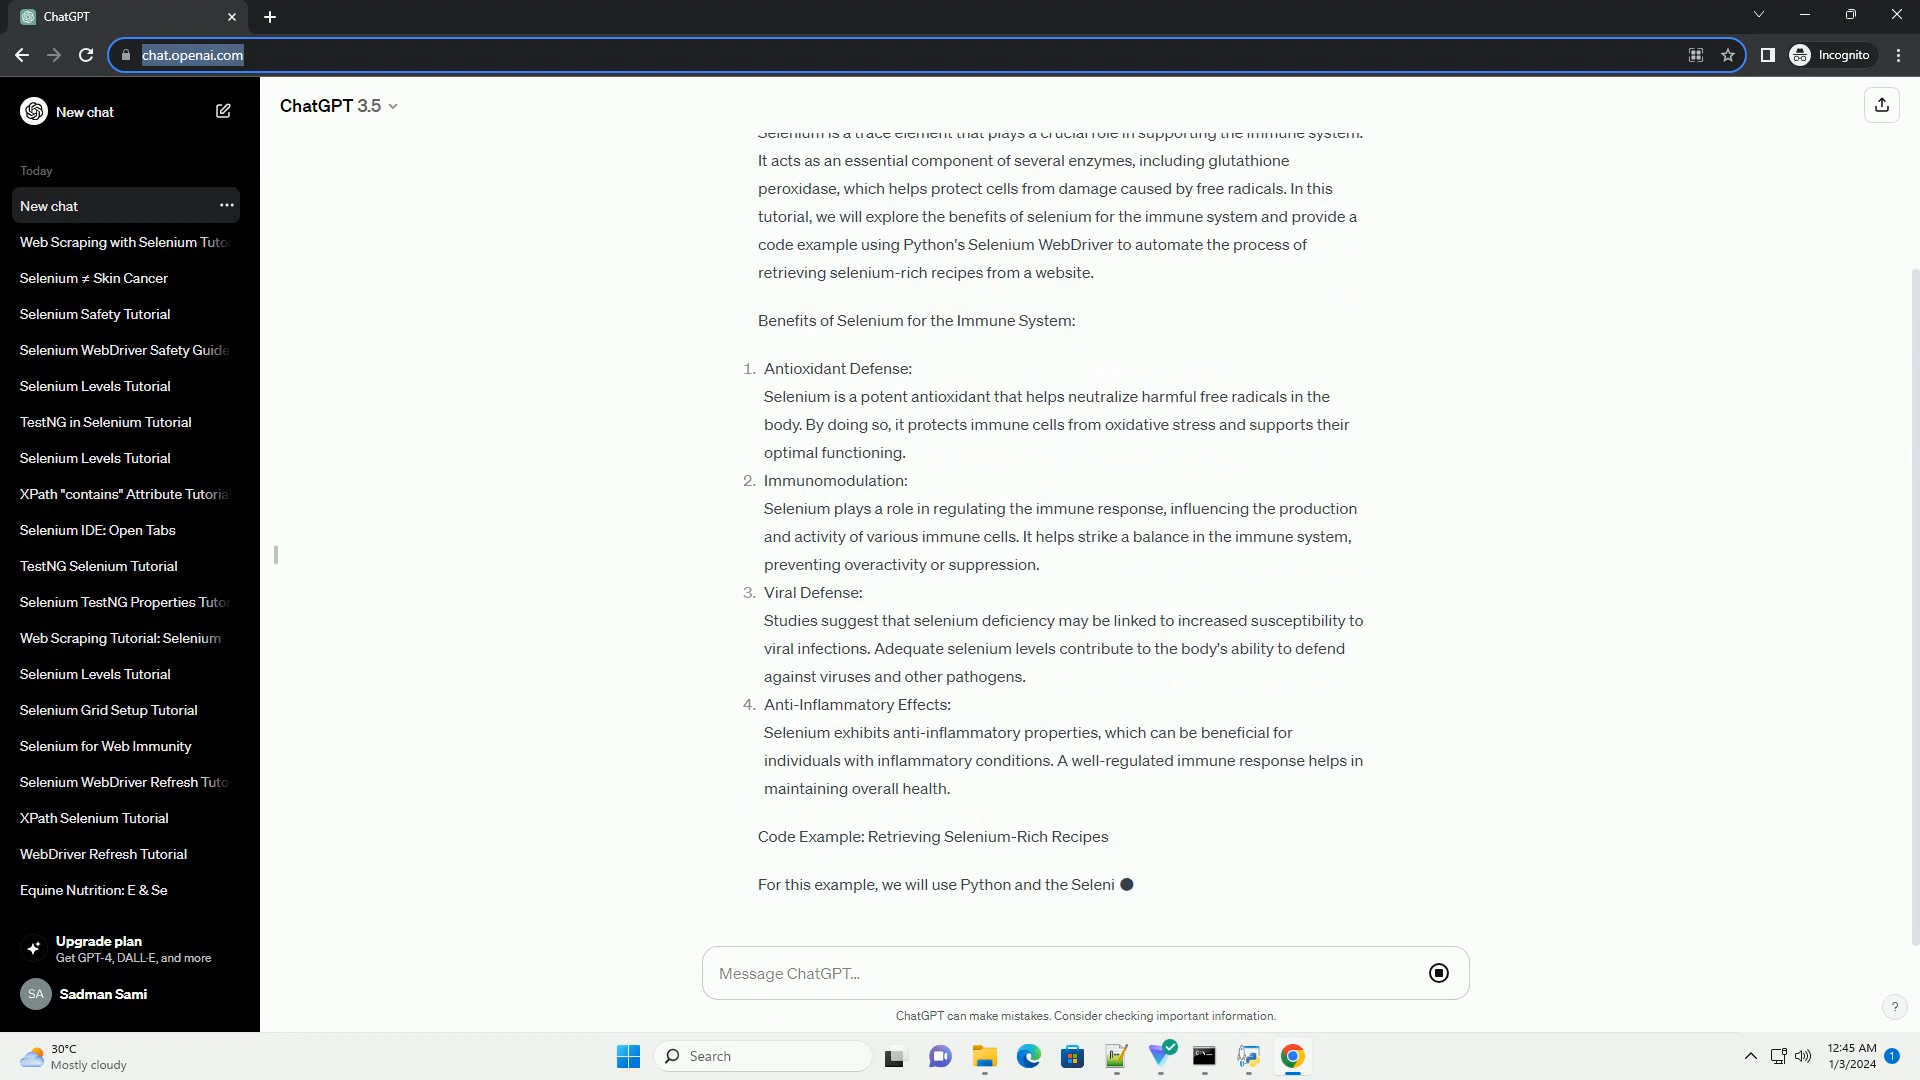 ChatGPT
chat.openai.com
Incognito
New chat
Today
New chat
Web Scraping with Selenium Tuto
Selenium ≠ Skin Cancer
Selenium Safety Tutorial
Selenium WebDriver Safety Guide
Selenium Levels Tutorial
TestNG in Selenium Tutorial
Selenium Levels Tutorial
XPath "contains" Attribute Tutoria
Selenium IDE: Open Tabs
TestNG Selenium Tutorial
Selenium TestNG Properties Tuto
Web Scraping Tutorial: Selenium
Selenium Levels Tutorial
Selenium Grid Setup Tutorial
Selenium for Web Immunity
Selenium WebDriver Refresh Tuto
XPath Selenium Tutorial
WebDriver Refresh Tutorial
Equine Nutrition: E & Se
Upgrade plan
Get GPT-4, DALL·E, and more
SA
Sadman Sami
ChatGPT 3.5
Selenium is a trace element that plays a crucial role in supporting the immune system.
It acts as an essential component of several enzymes, including glutathione
peroxidase, which helps protect cells from damage caused by free radicals. In this
tutorial, we will explore the benefits of selenium for the immune system and provide a
code example using Python's Selenium WebDriver to automate the process of
retrieving selenium-rich recipes from a website.
Benefits of Selenium for the Immune System:
1. Antioxidant Defense:
Selenium is a potent antioxidant that helps neutralize harmful free radicals in the
body. By doing so, it protects immune cells from oxidative stress and supports their
optimal functioning.
2. Immunomodulation:
Selenium plays a role in regulating the immune response, influencing the production
and activity of various immune cells. It helps strike a balance in the immune system,
preventing overactivity or suppression.
3. Viral Defense:
Studies suggest that selenium deficiency may be linked to increased susceptibility to
viral infections. Adequate selenium levels contribute to the body's ability to defend
against viruses and other pathogens.
4. Anti-Inflammatory Effects:
Selenium exhibits anti-inflammatory properties, which can be beneficial for
individuals with inflammatory conditions. A well-regulated immune response helps in
maintaining overall health.
Code Example: Retrieving Selenium-Rich Recipes
For this example, we will use Python and the Seleni
Message ChatGPT...
ChatGPT can make mistakes. Consider checking important information.
?
30°C
Mostly cloudy
Search
12:45 AM
1/3/2024
1